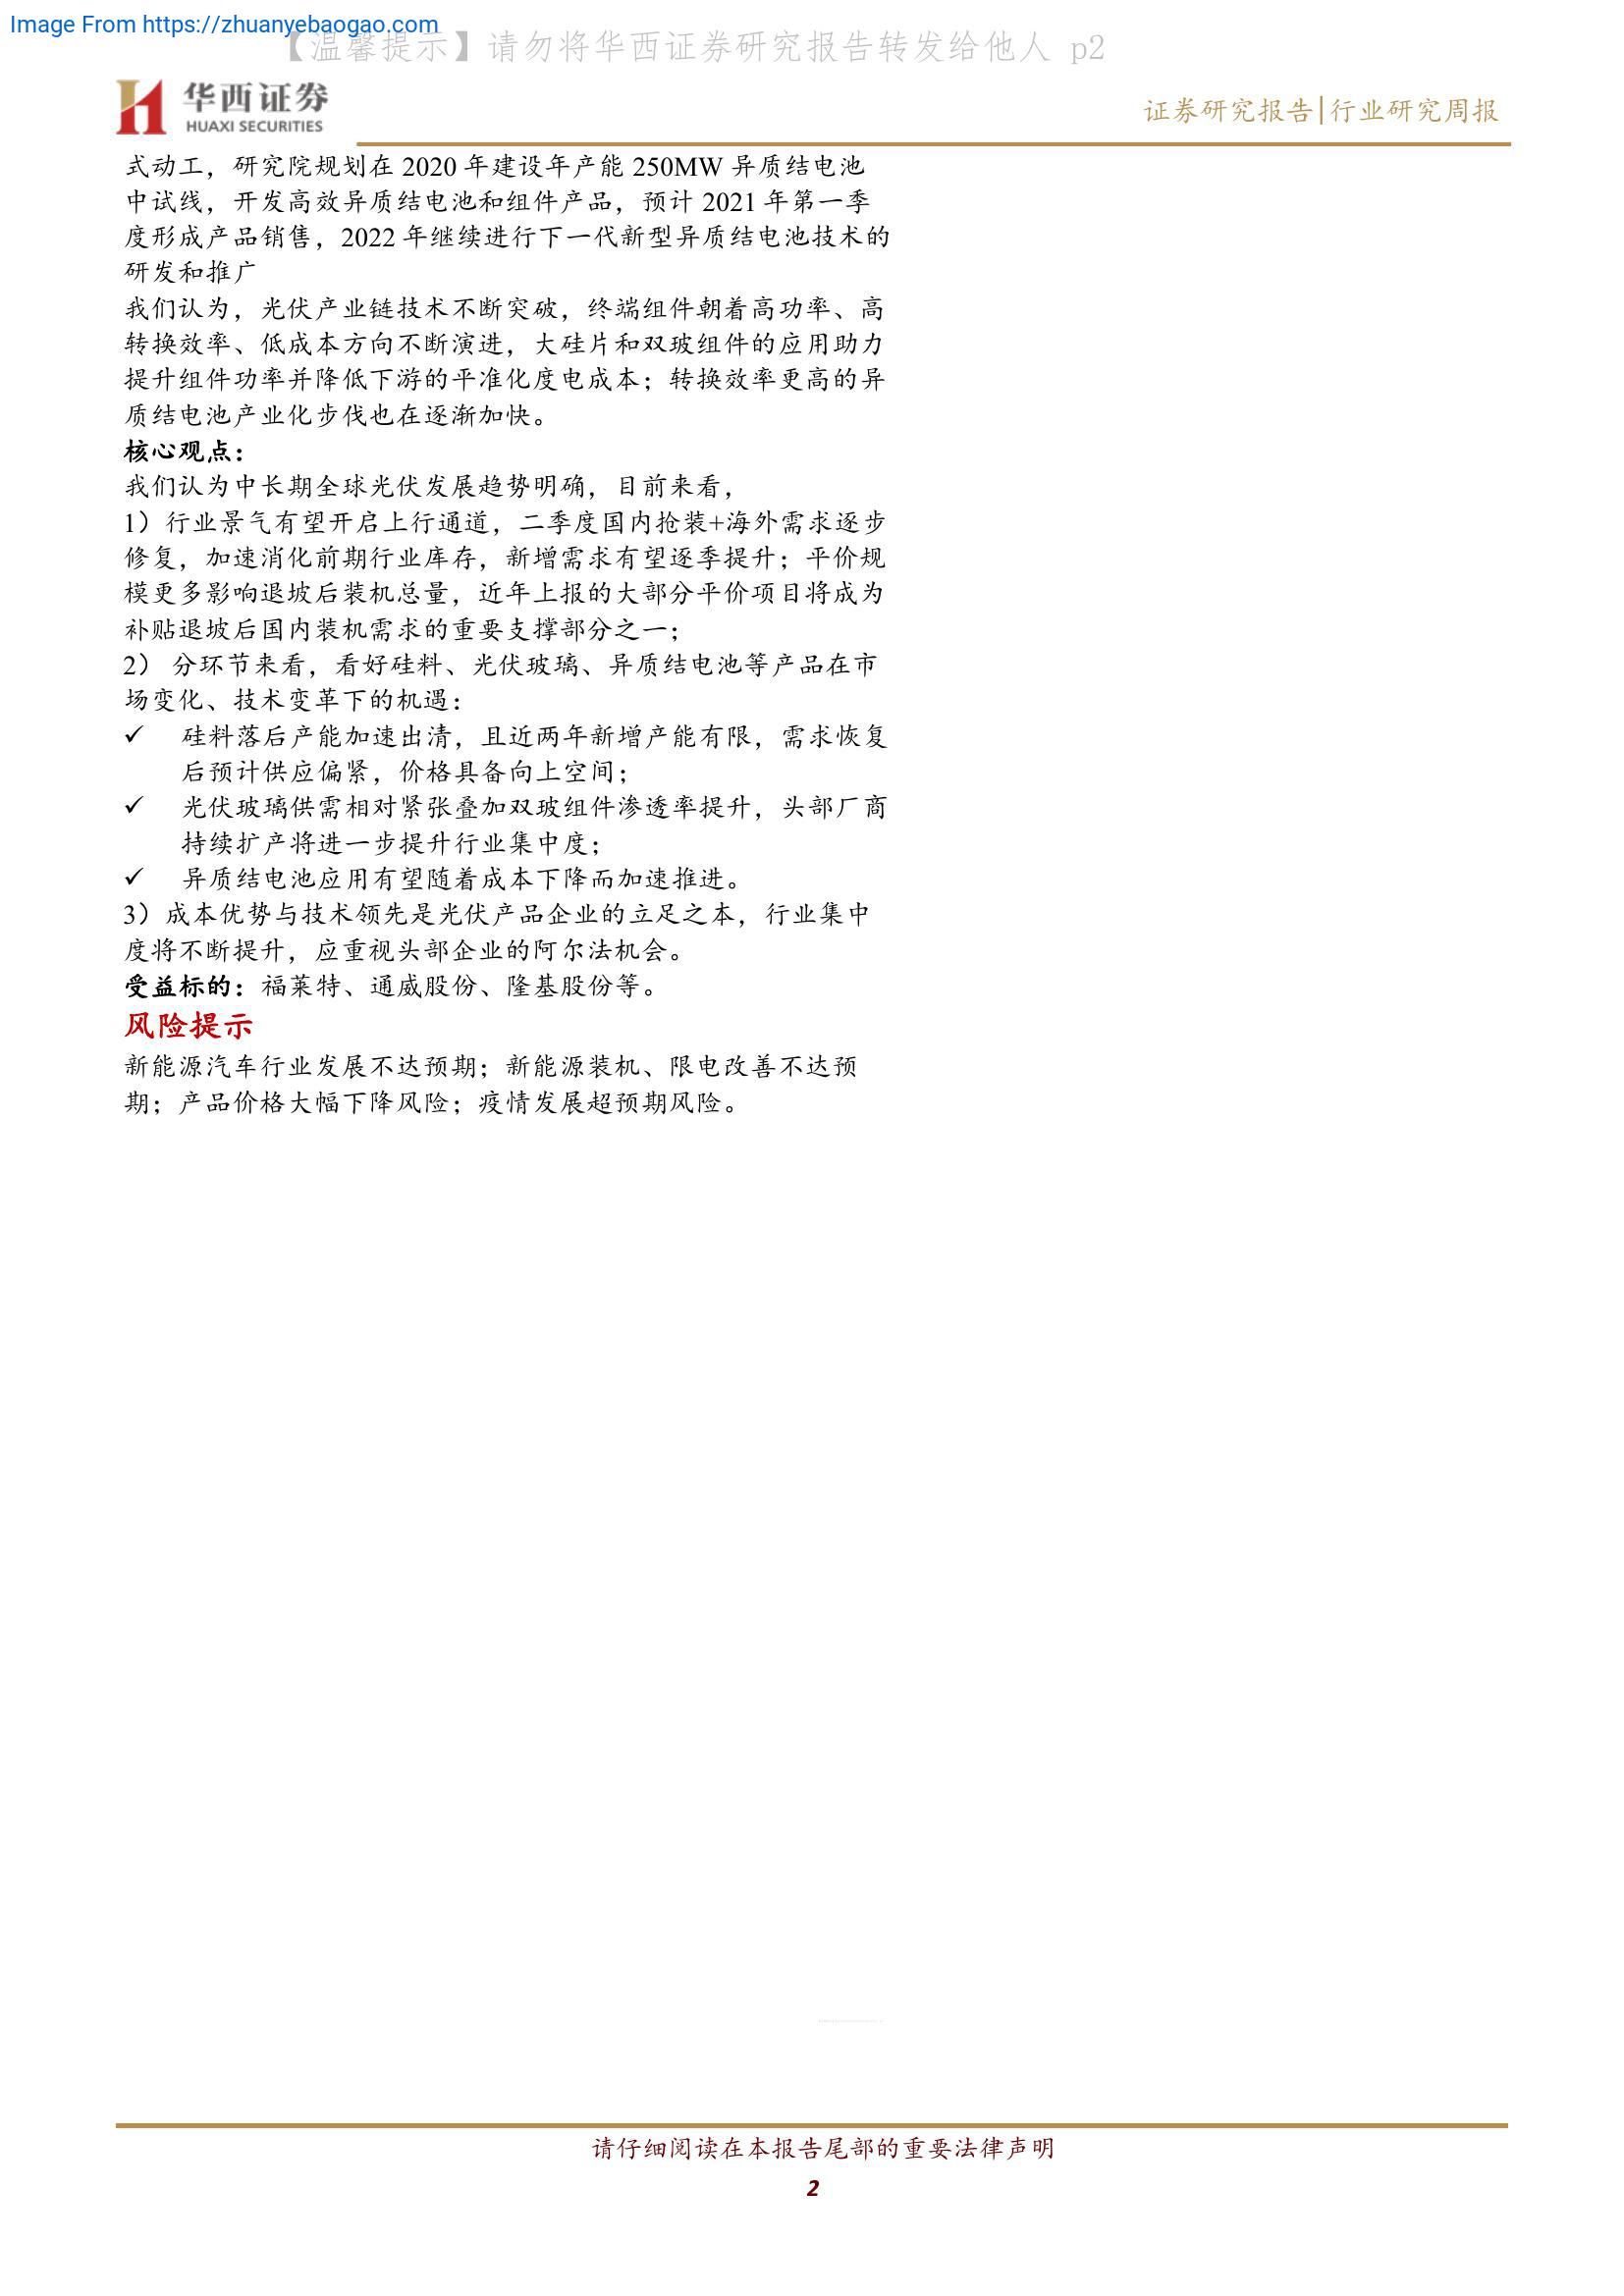 Image From https://zhuanyebaogao.com
【温馨提示】请勿将华西证券研究报告转发给他人 p2
华西证券
HUAXI SECURITIES
证券研究报告|行业研究周报
式动工，研究院规划在 2020 年建设年产能 250MW 异质结电池
中试线，开发高效异质结电池和组件产品，预计 2021 年第一季
度形成产品销售，2022 年继续进行下一代新型异质结电池技术的
研发和推广
我们认为，光伏产业链技术不断突破，终端组件朝着高功率、高
转换效率、低成本方向不断演进，大硅片和双玻组件的应用助力
提升组件功率并降低下游的平准化度电成本；转换效率更高的异
质结电池产业化步伐也在逐渐加快。
核心观点：
我们认为中长期全球光伏发展趋势明确，目前来看，
1）行业景气有望开启上行通道，二季度国内抢装+海外需求逐步
修复，加速消化前期行业库存，新增需求有望逐季提升；平价规
模更多影响退坡后装机总量，近年上报的大部分平价项目将成为
补贴退坡后国内装机需求的重要支撑部分之一；
2） 分环节来看，看好硅料、光伏玻璃、异质结电池等产品在市
场变化、技术变革下的机遇：
✓ 硅料落后产能加速出清，且近两年新增产能有限，需求恢复
后预计供应偏紧，价格具备向上空间；
✓ 光伏玻璃供需相对紧张叠加双玻组件渗透率提升，头部厂商
持续扩产将进一步提升行业集中度；
✓ 异质结电池应用有望随着成本下降而加速推进。
3）成本优势与技术领先是光伏产品企业的立足之本，行业集中
度将不断提升，应重视头部企业的阿尔法机会。
受益标的：福莱特、通威股份、隆基股份等。
风险提示
新能源汽车行业发展不达预期；新能源装机、限电改善不达预
期；产品价格大幅下降风险；疫情发展超预期风险。
请仔细阅读在本报告尾部的重要法律声明
2